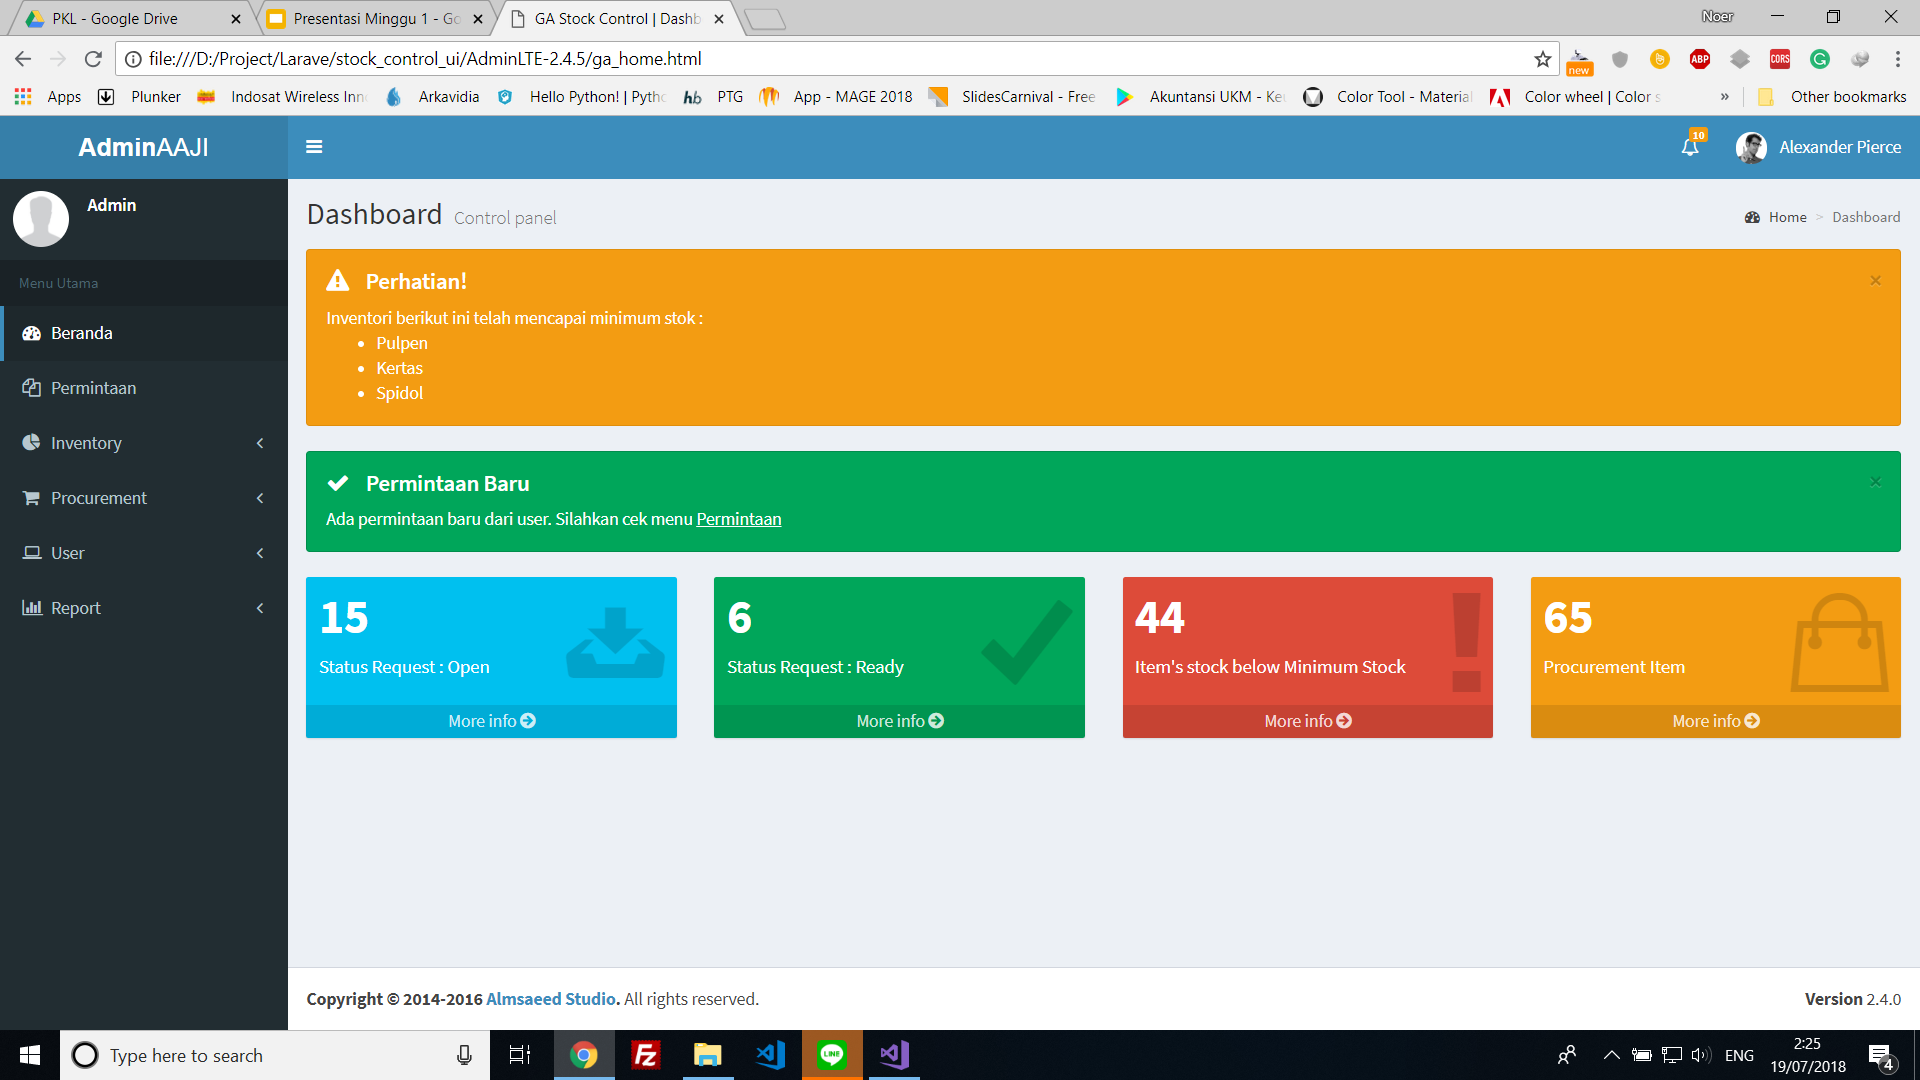 PKL - Google Drive
Presentasi Minggu 1 - Go
GA Stock Control | Dashb
Noer
file:///D:/Project/Larave/stock_control_ui/AdminLTE-2.4.5/ga_home.html
new
ABP
CORS
Apps
Plunker
Indosat Wireless Inn
Arkavidia
Hello Python! | Pyth
hb
PTG
App - MAGE 2018
SlidesCarnival - Free
Akuntansi UKM - Ke
Color Tool - Material
Color wheel | Color s
»
Other bookmarks
AdminAAJI
10
Alexander Pierce
Admin
Dashboard Control panel
Home > Dashboard
Menu Utama
Beranda
Permintaan
Inventory
Procurement
User
Report
Perhatian!
×
Inventori berikut ini telah mencapai minimum stok :
• Pulpen
• Kertas
• Spidol
Permintaan Baru
×
Ada permintaan baru dari user. Silahkan cek menu Permintaan
15
Status Request : Open
More info
6
Status Request : Ready
More info
44
Item's stock below Minimum Stock
More info
65
Procurement Item
More info
Copyright © 2014-2016 Almsaeed Studio. All rights reserved.
Version 2.4.0
Type here to search
Fz
LINE
ENG
2:25
19/07/2018
4